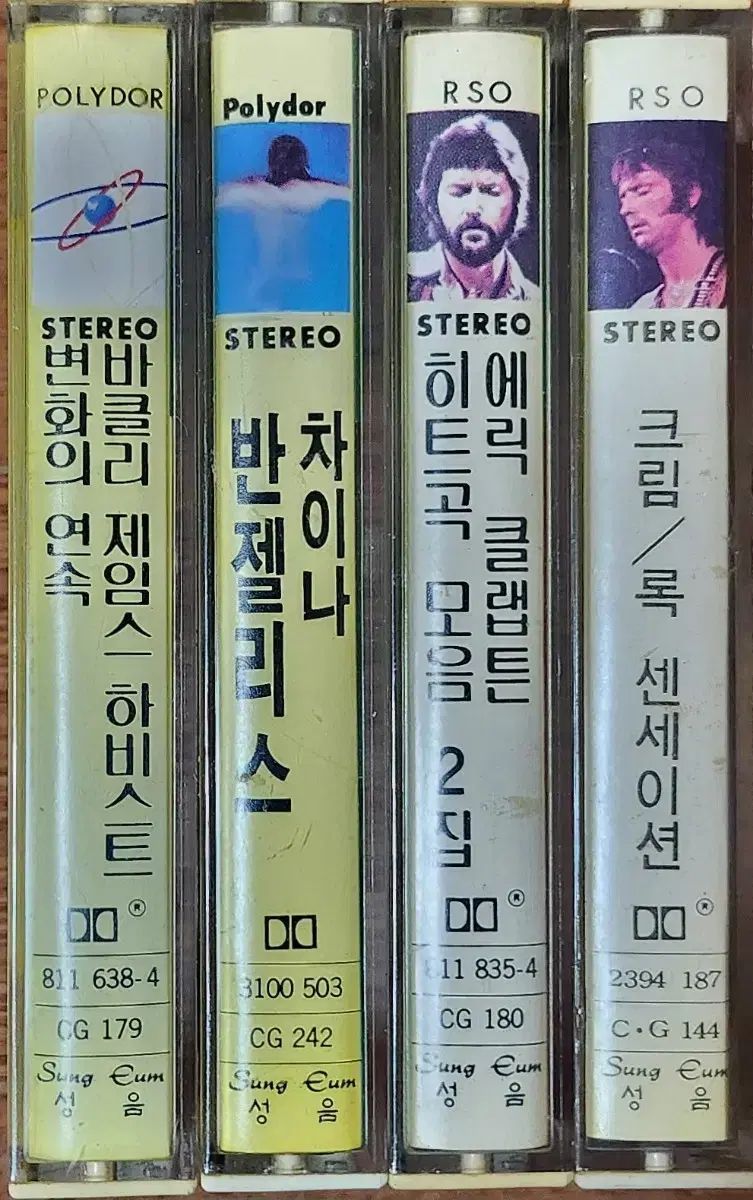 POLYDOR
STEREO
바클리 제임스 하비스트
변화의 연속
811 638-4
CG 179
Sung Eum
성 음
Polydor
STEREO
차이나
반젤리스
3100 503
CG 242
Sung Eum
성 음
RSO
STEREO
에릭 클랩튼
히트곡 모음 2집
811 835-4
CG 180
Sung Eum
성 음
RSO
STEREO
크림/록 센세이션
2394 187
C·G 144
Sung Eum
성 음